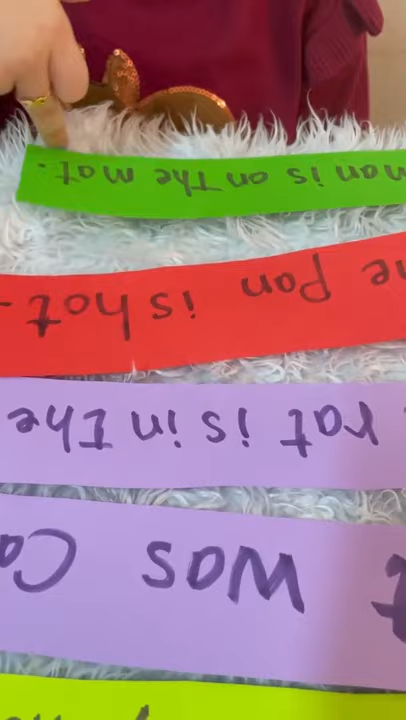 was
rat is in The
Pan is hot.
man is on The mat.